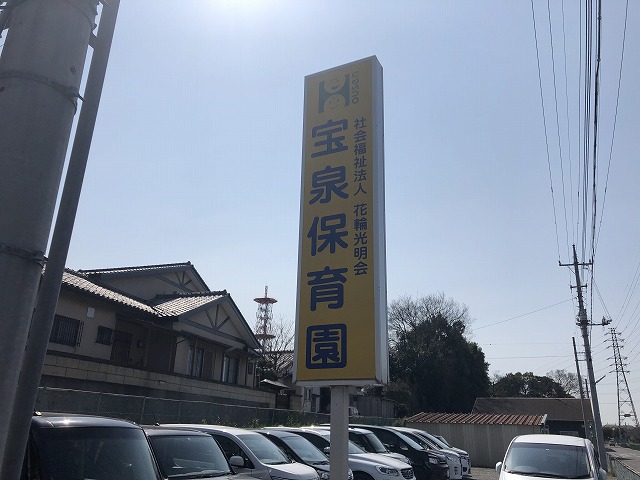 宝泉保育園
社会福祉法人 花輪光明会